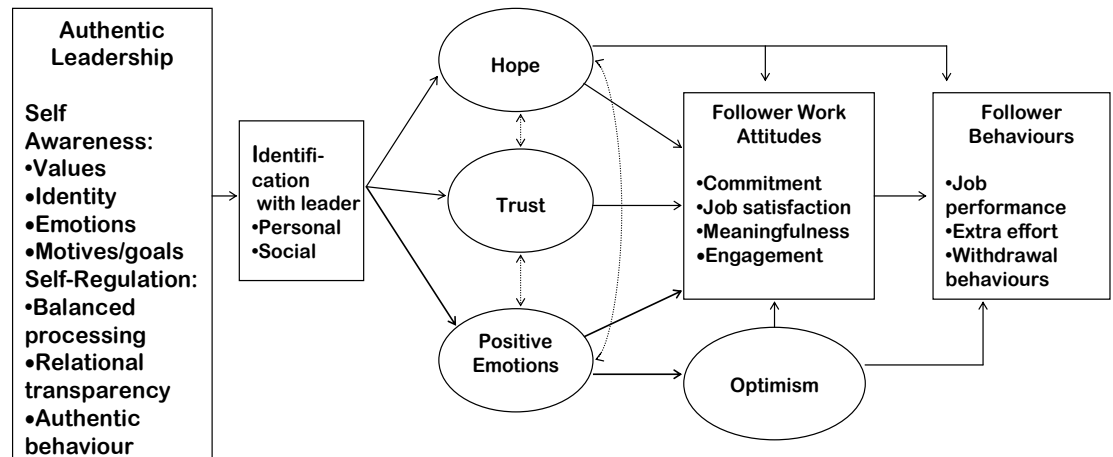 Authentic
Leadership
Self
Awareness:
•Values
•Identity
•Emotions
•Motives/goals
Self-Regulation:
•Balanced
processing
•Relational
transparency
•Authentic
behaviour
Identifi-
cation
with leader
•Personal
•Social
Hope
Trust
Positive
Emotions
Follower Work
Attitudes
•Commitment
•Job satisfaction
•Meaningfulness
•Engagement
Optimism
Follower
Behaviours
•Job
performance
•Extra effort
•Withdrawal
behaviours